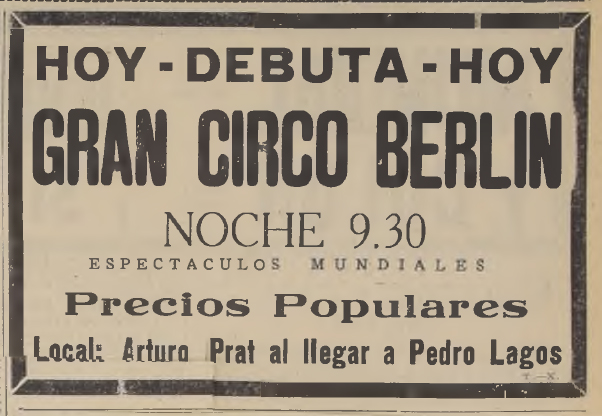 HOY - DEBUTA - HOY
GRAN CIRCO BERLIN
NOCHE 9.30
ESPECTACULOS MUNDIALES
Precios Populares
Local: Arturo Prat al llegar a Pedro Lagos